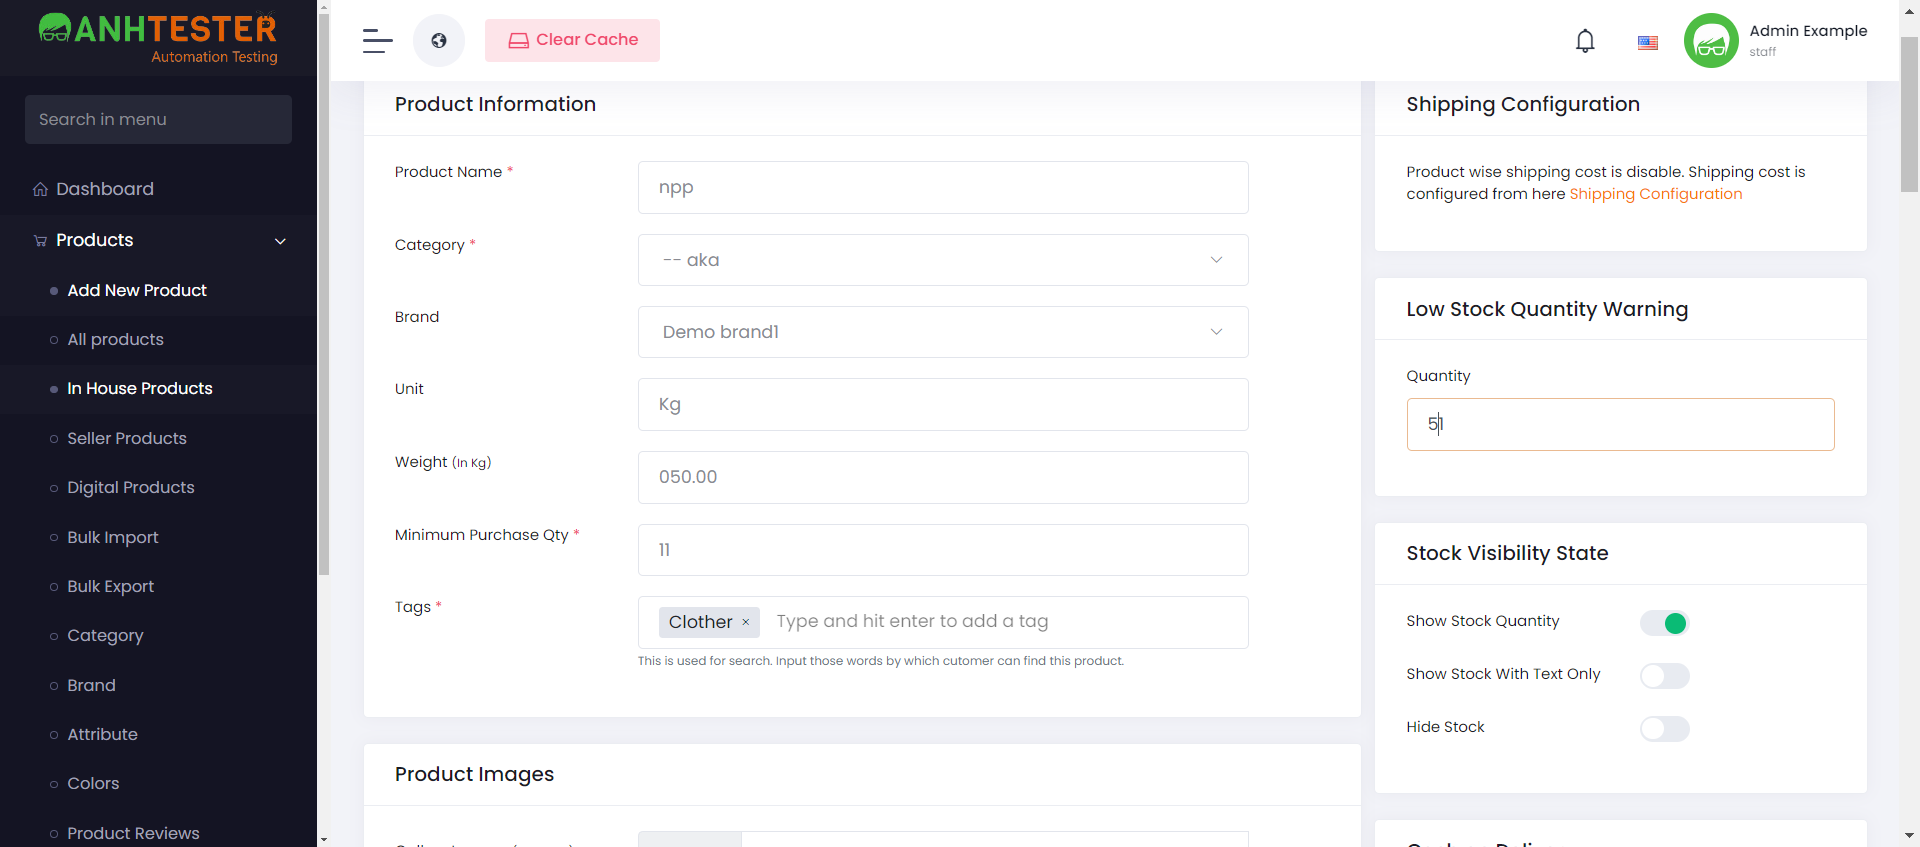 ANHTESTER
Automation Testing
Search in menu
Dashboard
Products
Add New Product
All products
In House Products
Seller Products
Digital Products
Bulk Import
Bulk Export
Category
Brand
Attribute
Colors
Product Reviews
Clear Cache
Admin Example
staff
Product Information
Product Name *
npp
Category *
-- aka
Brand
Demo brand1
Unit
Kg
Weight (In Kg)
050.00
Minimum Purchase Qty *
11
Tags *
Clother × Type and hit enter to add a tag
This is used for search. Input those words by which cutomer can find this product.
Product Images
Shipping Configuration
Product wise shipping cost is disable. Shipping cost is
configured from here Shipping Configuration
Low Stock Quantity Warning
Quantity
51
Stock Visibility State
Show Stock Quantity
Show Stock With Text Only
Hide Stock